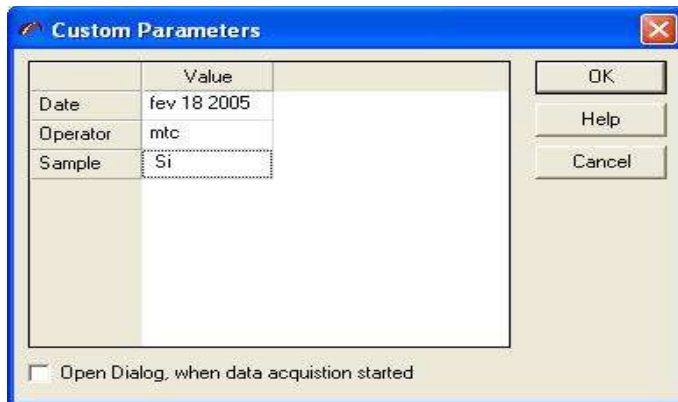 Custom Parameters
Value
Date fev 18 2005
Operator mtc
Sample Si
OK
Help
Cancel
Open Dialog, when data acquistion started